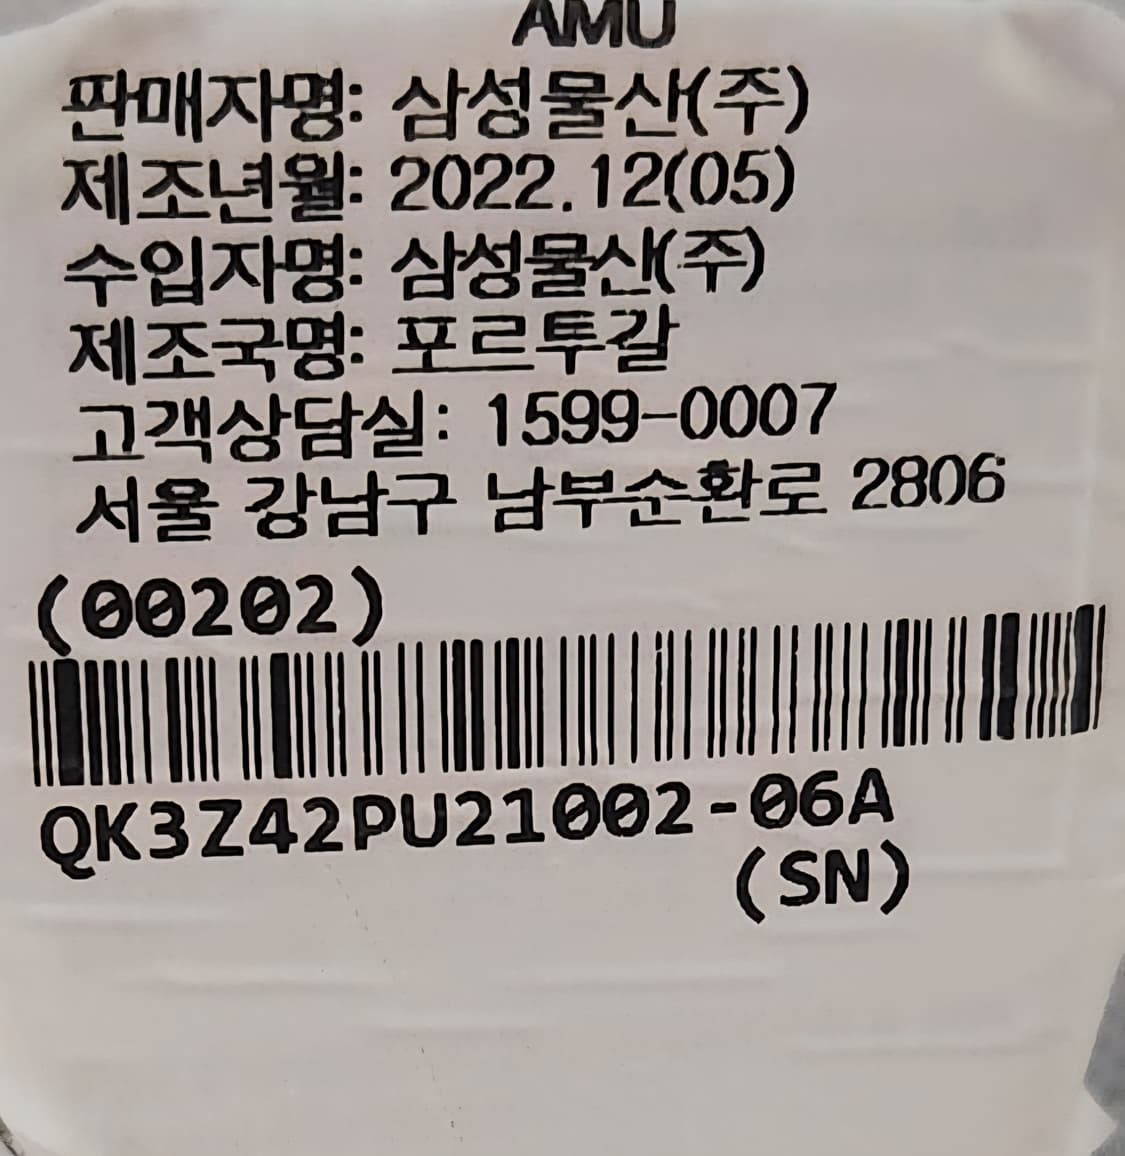 AMU
판매자명: 삼성물산(주)
제조년월: 2022.12(05)
수입자명: 삼성물산(주)
제조국명: 포르투갈
고객상담실: 1599-0007
서울 강남구 남부순환로 2806
(00202)
QK3Z42PU21002-06A
(SN)